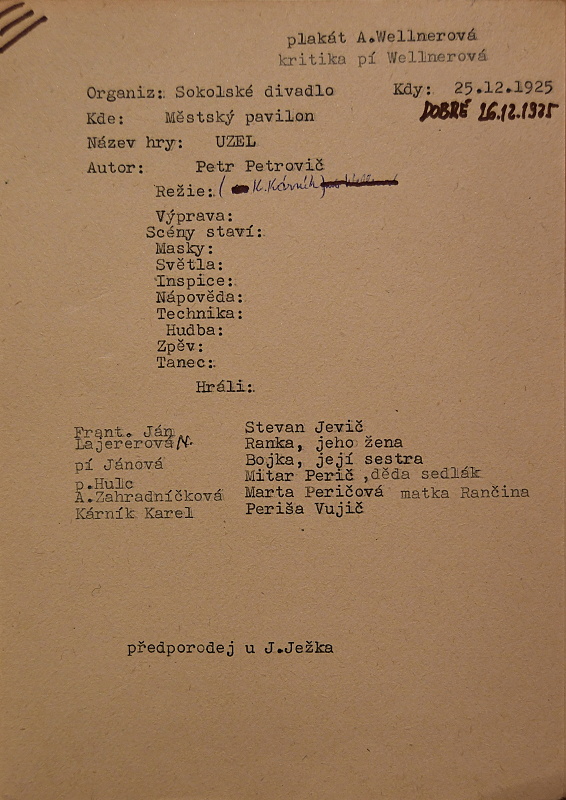 plakát A.Wellnerová
kritika pí Wellnerová
Organiz: Sokolské divadlo Kdy: 25.12.1925
DOBRÉ 26.12.1925
Kde: Městský pavilon
Název hry: UZEL
Autor: Petr Petrovič
Režie: ( K. Kárník)
Výprava:
Scény staví:
Masky:
Světla:
Inspice:
Nápověda:
Technika:
Hudba:
Zpěv:
Tanec:
Hráli:
Frant. Ján Stevan Jevič
Lajererová N. Ranka, jeho žena
pí Jánová Bojka, její sestra
p.Hulc Mitar Perič ,děda sedlák
A.Zahradníčková Marta Peričová matka Rančina
Kárník Karel Periša Vujič
předporodej u J.Ježka